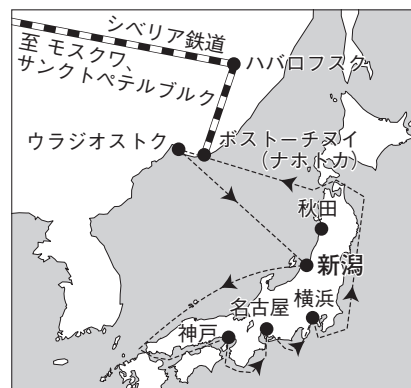 シベリア鉄道
至 モスクワ、
サンクトペテルブルク
ハバロフスク
ウラジオストク
ボストーチヌイ
(ナホトカ)
秋田
新潟
横浜
名古屋
神戸